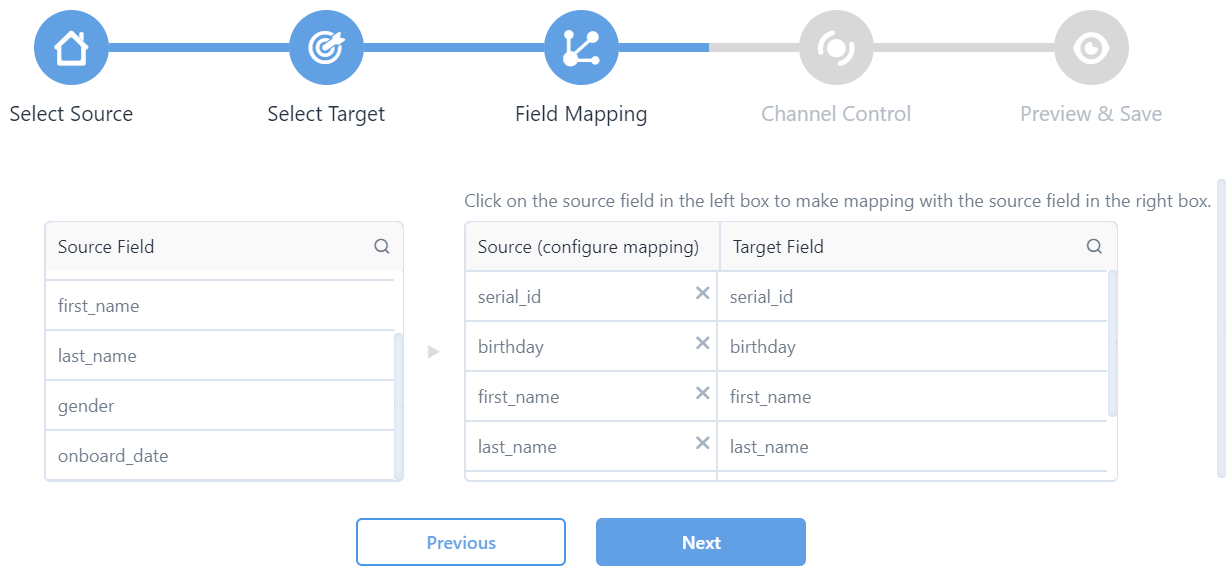 Select Source
Select Target
Field Mapping
Channel Control
Preview & Save
Click on the source field in the left box to make mapping with the source field in the right box.
Source Field
first_name
last_name
gender
onboard_date
Source (configure mapping) Target Field
serial_id serial_id
birthday birthday
first_name first_name
last_name last_name
Previous
Next